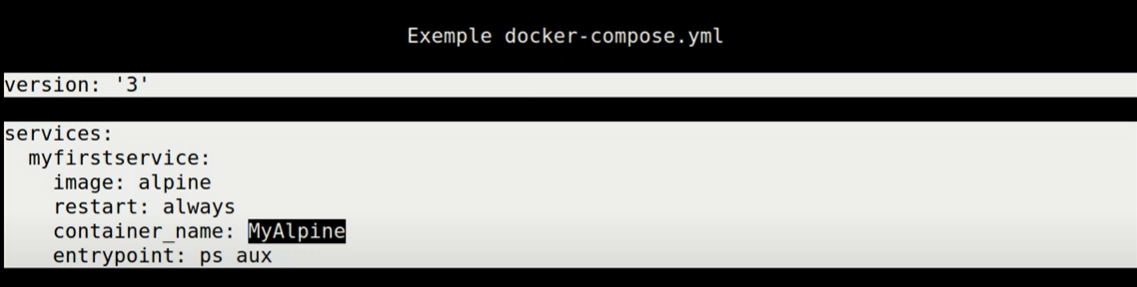 Exemple docker-compose.yml
version: '3'
services:
  myfirstservice:
    image: alpine
    restart: always
    container_name: MyAlpine
    entrypoint: ps aux